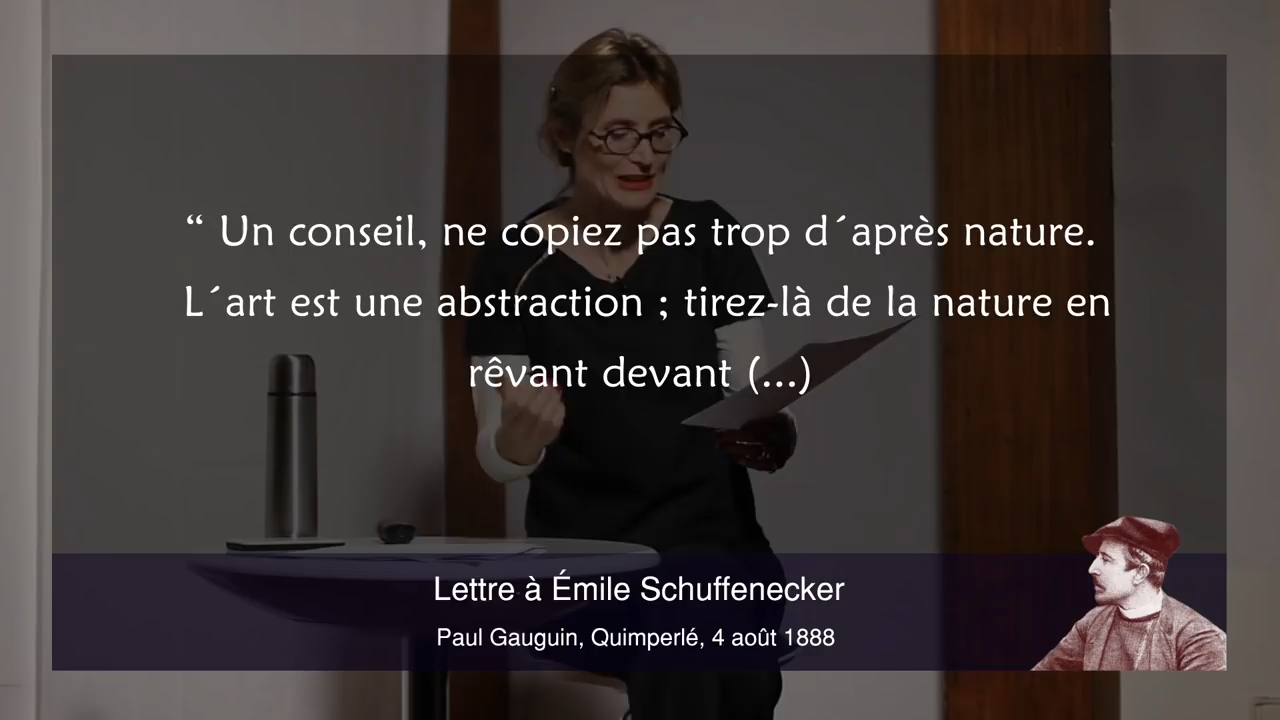 “ Un conseil, ne copiez pas trop d´après nature.
L´art est une abstraction ; tirez-là de la nature en
rêvant devant (...)
Lettre à Émile Schuffenecker
Paul Gauguin, Quimperlé, 4 août 1888